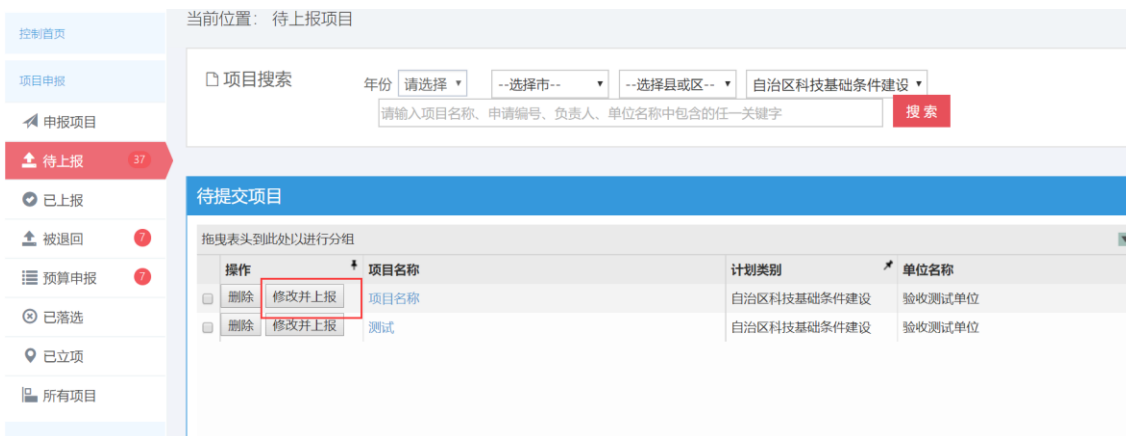 控制首页
项目申报
申报项目
待上报 37
已上报
被退回 7
预算申报 7
已落选
已立项
所有项目
当前位置： 待上报项目
项目搜索 年份 请选择 --选择市-- --选择县或区-- 自治区科技基础条件建设
请输入项目名称、申请编号、负责人、单位名称中包含的任一关键字 搜索
待提交项目
拖曳表头到此处以进行分组
操作 项目名称 计划类别 单位名称
删除 修改并上报 项目名称 自治区科技基础条件建设 验收测试单位
删除 修改并上报 测试 自治区科技基础条件建设 验收测试单位